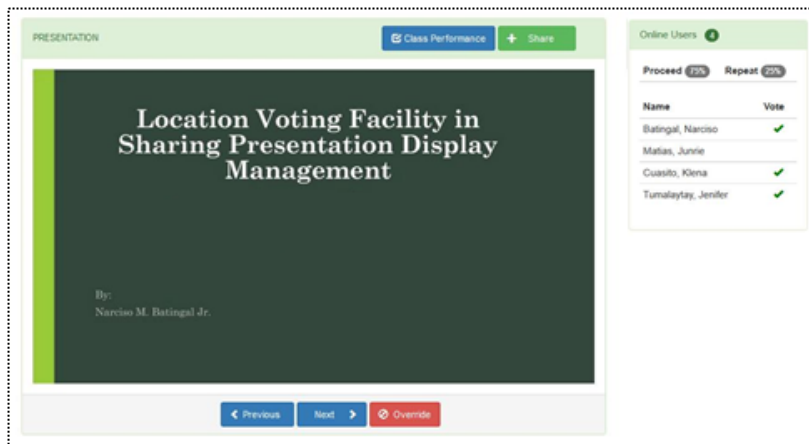 PRESENTATION
Class Performance
Share
Location Voting Facility in
Sharing Presentation Display
Management
By:
Narciso M. Batingal Jr.
Previous
Next
Override
Online Users 4
Proceed 75% Repeat 25%
Name Vote
Batingal, Narciso
Matias, Junrie
Cuasito, Klena
Tumalaytay, Jenifer